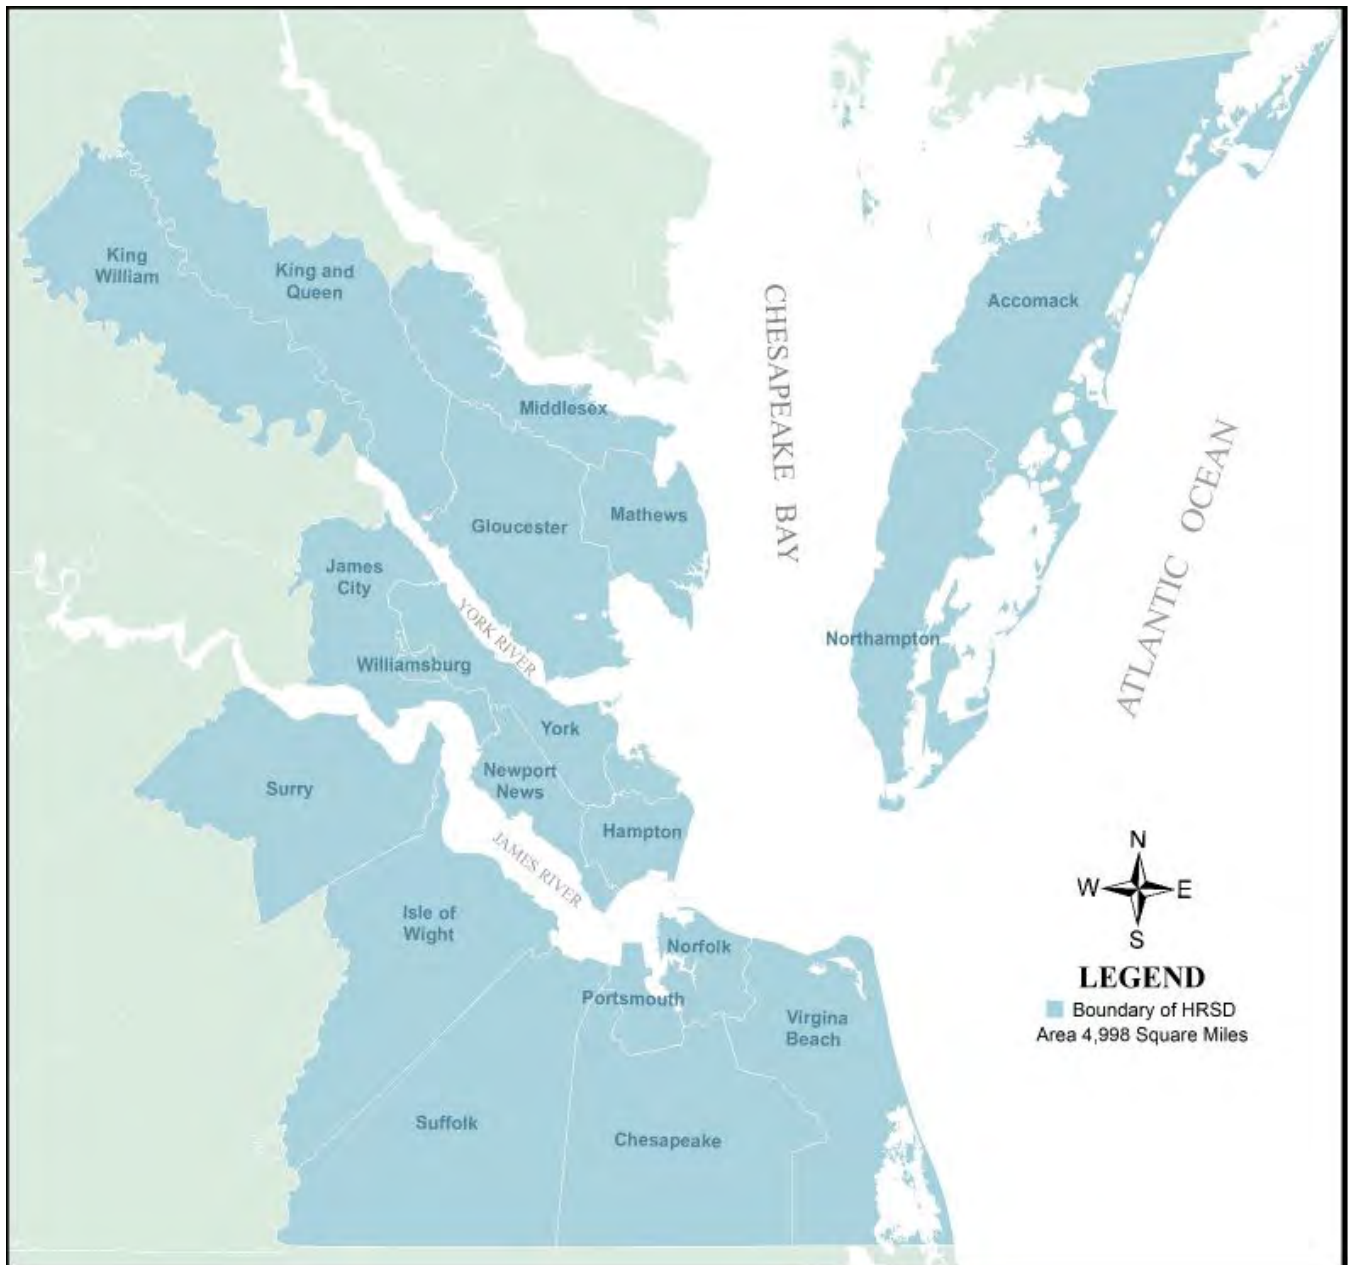 King
William
King and
Queen
Accomack
CHESAPEAKE BAY
Middlesex
ATLANTIC OCEAN
Mathews
Gloucester
James
City
YORK RIVER
Northampton
Williamsburg
York
Newport
News
Surry
Hampton
JAMES RIVER
N
W
E
S
Isle of
Wight
Norfolk
LEGEND
Portsmouth
Boundary of HRSD
Virgina
Beach
Area 4,998 Square Miles
Suffolk
Chesapeake